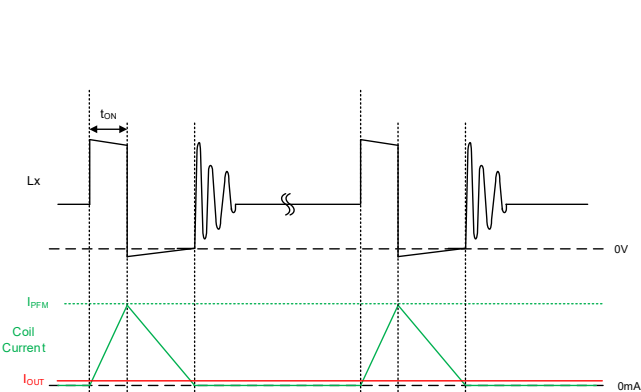 tON
Lx
0V
IPFM
Coil
Current
IOUT
0mA